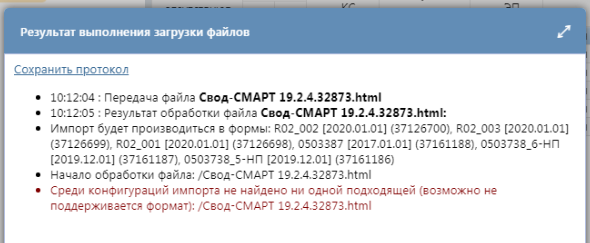 КС
ЭП
Результат выполнения загрузки файлов
Сохранить протокол
10:12:04 : Передача файла Свод-СМАРТ 19.2.4.32873.html
10:12:05 : Результат обработки файла Свод-СМАРТ 19.2.4.32873.html:
Импорт будет производиться в формы: R02_002 [2020.01.01] (37126700), R02_003 [2020.01.01]
(37126699), R02_001 [2020.01.01] (37126698), 0503387 [2017.01.01] (37161188), 0503738_6-НП
[2019.12.01] (37161187), 0503738_5-НП [2019.12.01] (37161186)
Начало обработки файла: /Свод-СМАРТ 19.2.4.32873.html
Среди конфигураций импорта не найдено ни одной подходящей (возможно не
поддерживается формат): /Свод-СМАРТ 19.2.4.32873.html